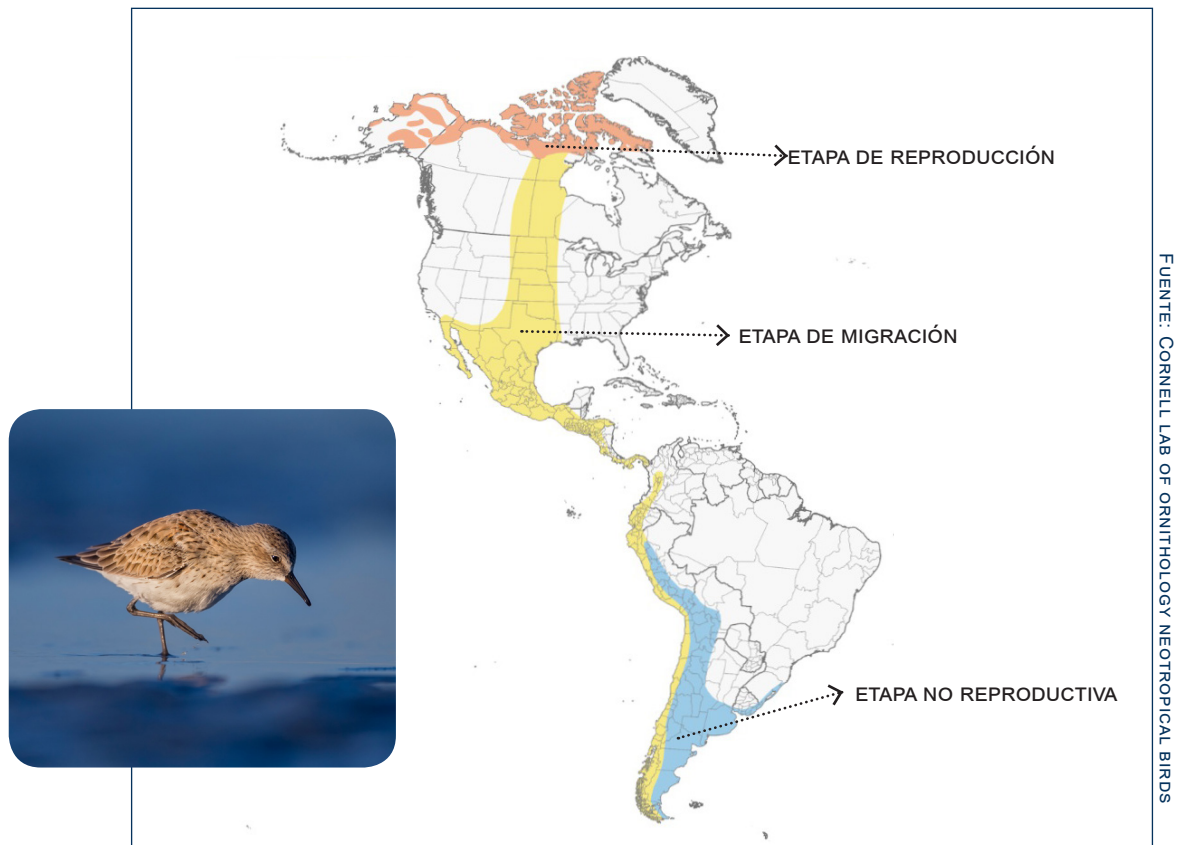 ETAPA DE REPRODUCCIÓN
ETAPA DE MIGRACIÓN
ETAPA NO REPRODUCTIVA
FUENTE: CORNELL LAB OF ORNITHOLOGY NEOTROPICAL BIRDS